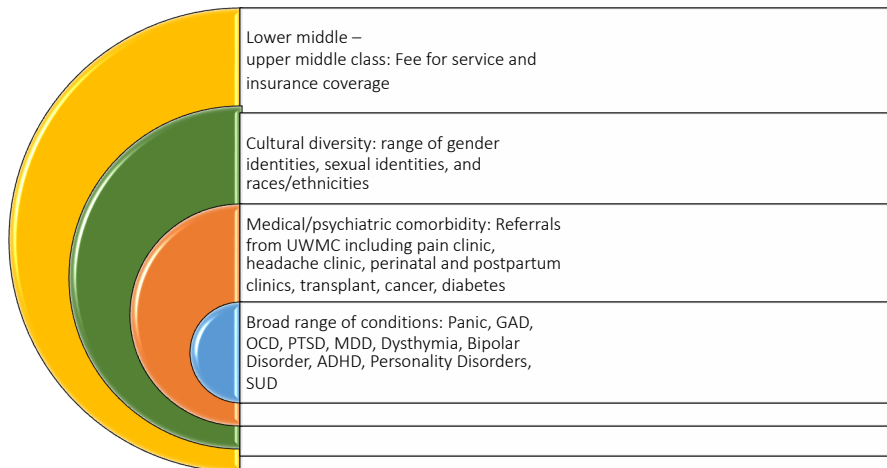 Lower middle –
upper middle class: Fee for service and
insurance coverage
Cultural diversity: range of gender
identities, sexual identities, and
races/ethnicities
Medical/psychiatric comorbidity: Referrals
from UWMC including pain clinic,
headache clinic, perinatal and postpartum
clinics, transplant, cancer, diabetes
Broad range of conditions: Panic, GAD,
OCD, PTSD, MDD, Dysthymia, Bipolar
Disorder, ADHD, Personality Disorders,
SUD